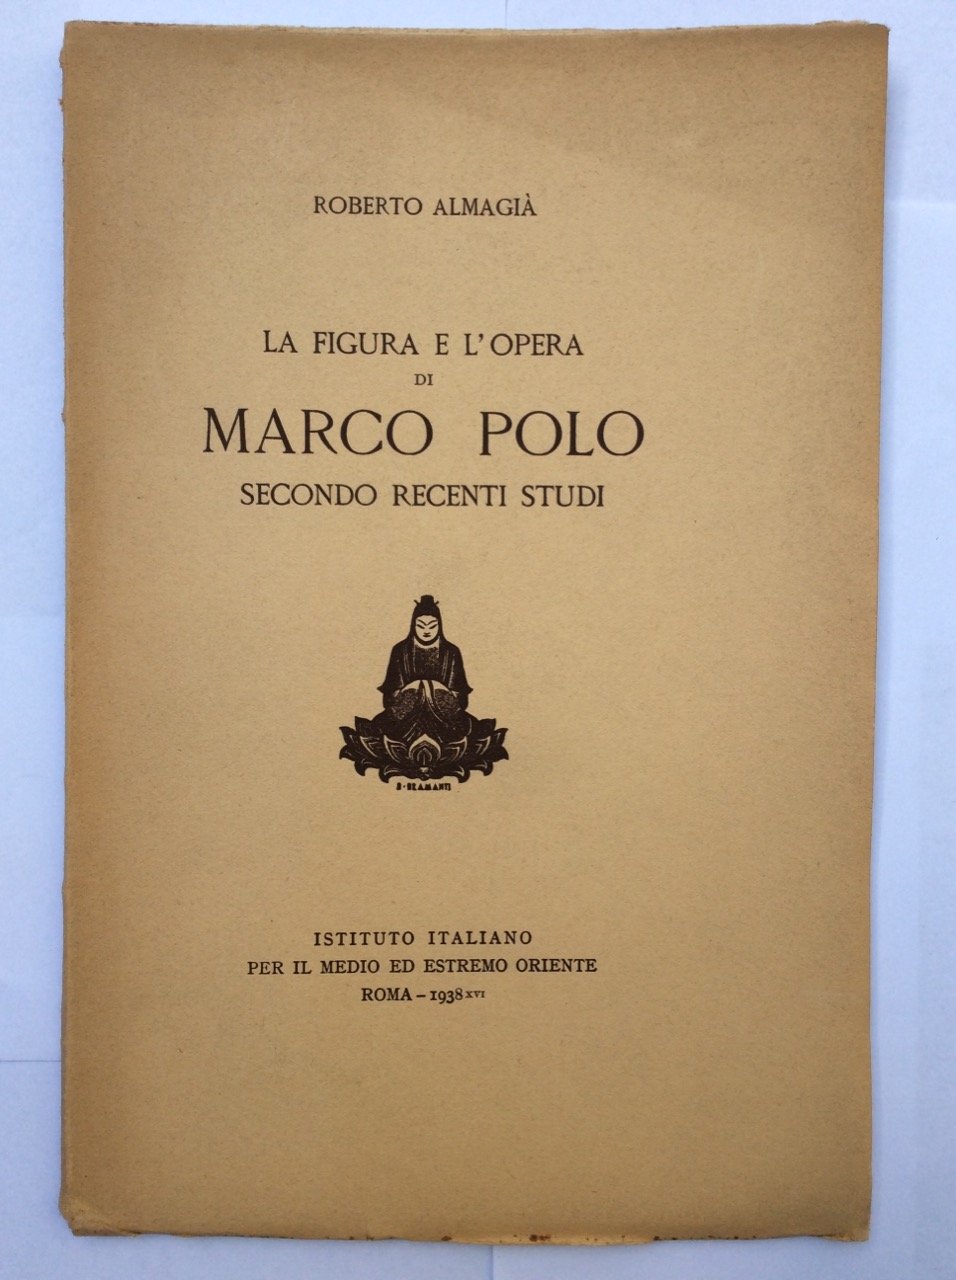 ROBERTO ALMAGIÀ
LA FIGURA E L'OPERA
DI
MARCO POLO
SECONDO RECENTI STUDI
S·BRAMANTI
ISTITUTO ITALIANO
PER IL MEDIO ED ESTREMO ORIENTE
ROMA – 1938 XVI